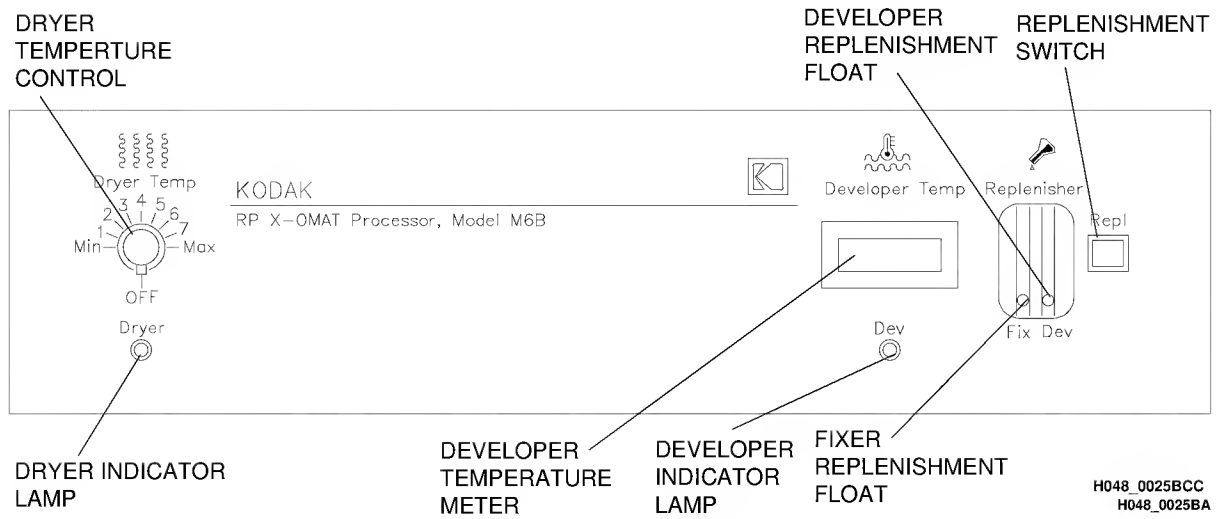 DRYER
TEMPERTURE
CONTROL
DEVELOPER
REPLENISHMENT
FLOAT
REPLENISHMENT
SWITCH
Dryer Temp
Min 1 2 3 4 5 6 7 Max
OFF
Dryer
KODAK
RP X-OMAT Processor, Model M6B
Developer Temp
Dev
Replenisher
Fix Dev
Repl
DRYER INDICATOR
LAMP
DEVELOPER
TEMPERATURE
METER
DEVELOPER
INDICATOR
LAMP
FIXER
REPLENISHMENT
FLOAT
H048_0025BCC
H048_0025BA